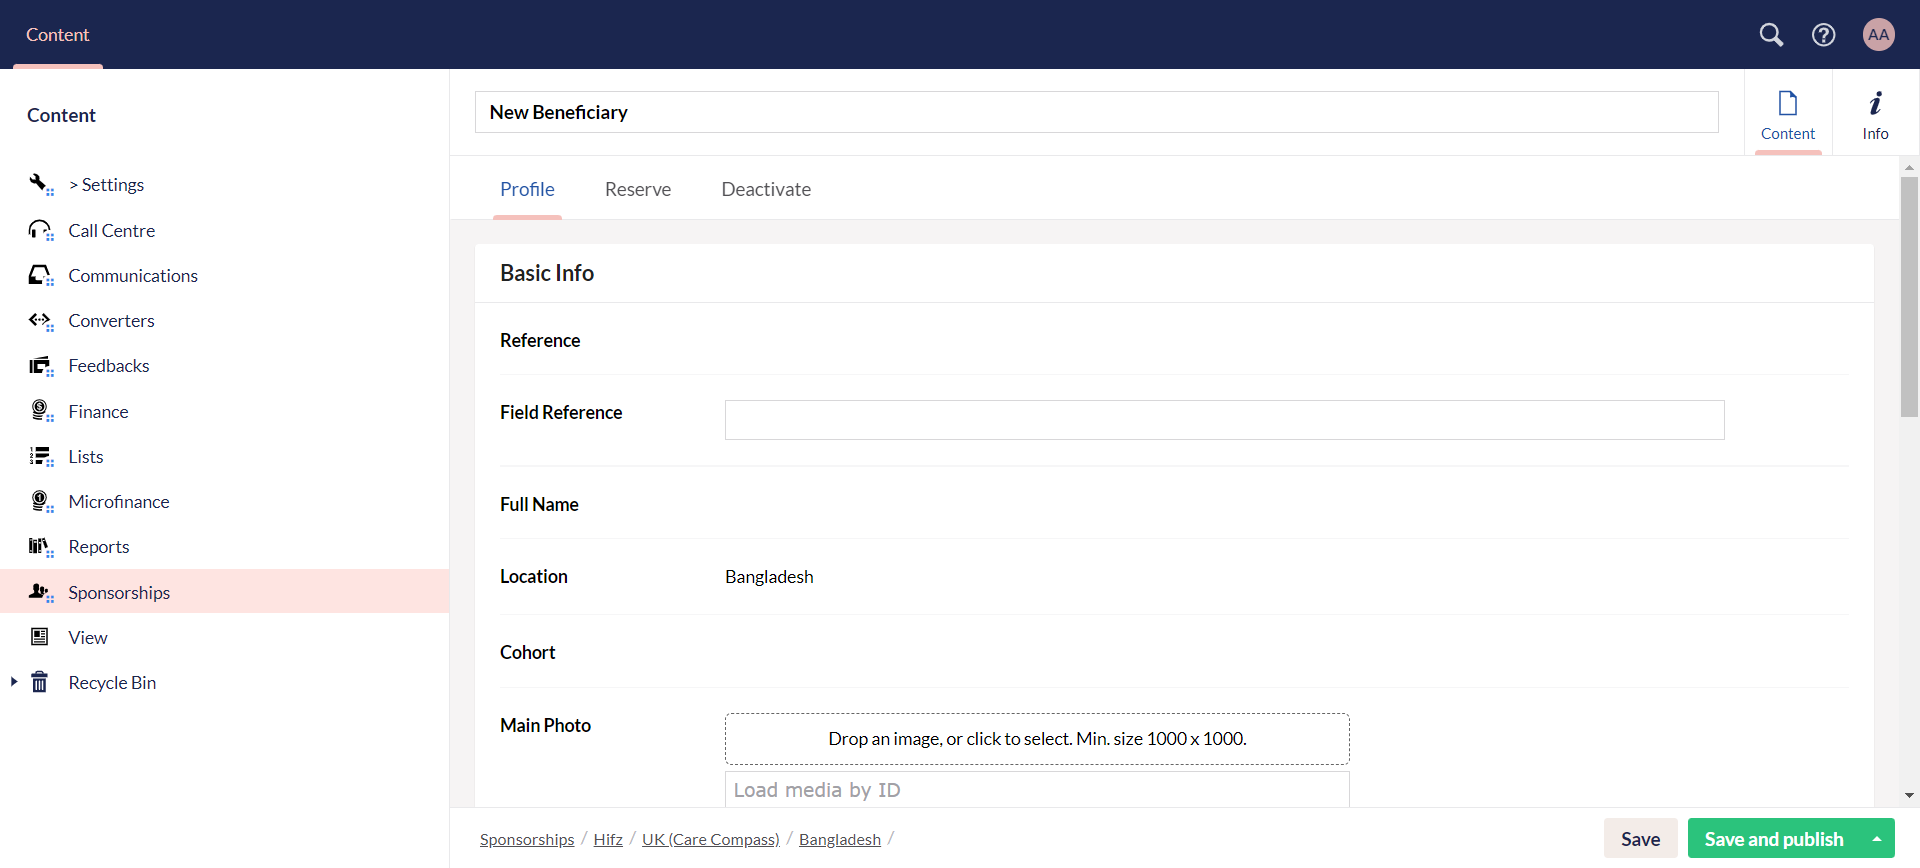 Content
AA
Content
> Settings
Call Centre
Communications
Converters
Feedbacks
Finance
Lists
Microfinance
Reports
Sponsorships
View
Recycle Bin
New Beneficiary
Content
Info
Profile Reserve Deactivate
Basic Info
Reference
Field Reference
Full Name
Location Bangladesh
Cohort
Main Photo Drop an image, or click to select. Min. size 1000 x 1000.
Load media by ID
Sponsorships / Hifz / UK (Care Compass) / Bangladesh /
Save Save and publish